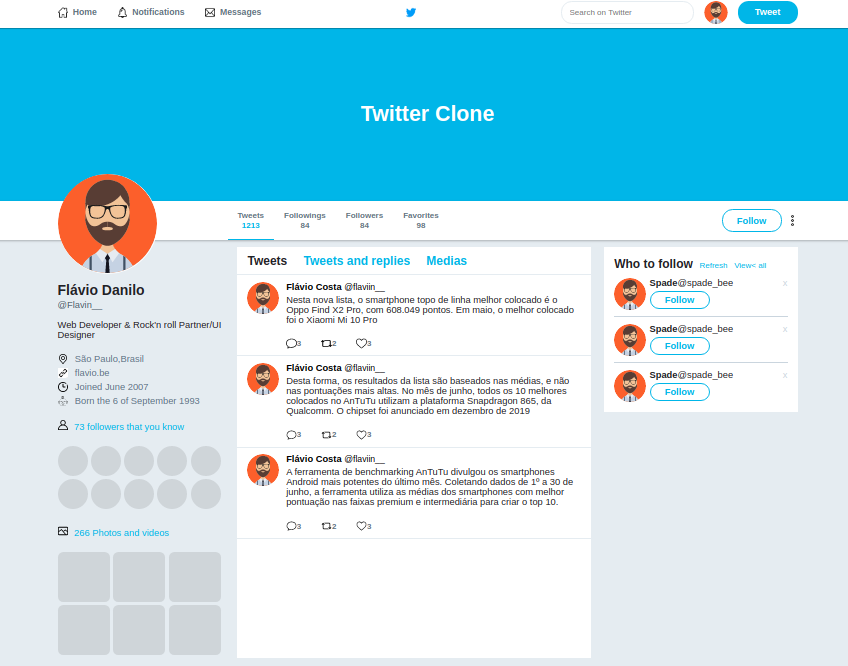 Home Notifications Messages Search on Twitter Tweet
Twitter Clone
Tweets Followings Followers Favorites
1213 84 84 98
Follow
Flávio Danilo
@Flavin__
Web Developer & Rock'n roll Partner/UI
Designer
São Paulo,Brasil
flavio.be
Joined June 2007
Born the 6 of September 1993
73 followers that you know
266 Photos and videos
Tweets Tweets and replies Medias
Flávio Costa @flaviin__
Nesta nova lista, o smartphone topo de linha melhor colocado é o
Oppo Find X2 Pro, com 608.049 pontos. Em maio, o melhor colocado
foi o Xiaomi Mi 10 Pro
3 2 3
Flávio Costa @flaviin__
Desta forma, os resultados da lista são baseados nas médias, e não
nas pontuações mais altas. No mês de junho, todos os 10 melhores
colocados no AnTuTu utilizam a plataforma Snapdragon 865, da
Qualcomm. O chipset foi anunciado em dezembro de 2019
3 2 3
Flávio Costa @flaviin__
A ferramenta de benchmarking AnTuTu divulgou os smartphones
Android mais potentes do último mês. Coletando dados de 1º a 30 de
junho, a ferramenta utiliza as médias dos smartphones com melhor
pontuação nas faixas premium e intermediária para criar o top 10.
3 2 3
Who to follow Refresh View< all
Spade@spade_bee x
Follow
Spade@spade_bee x
Follow
Spade@spade_bee x
Follow